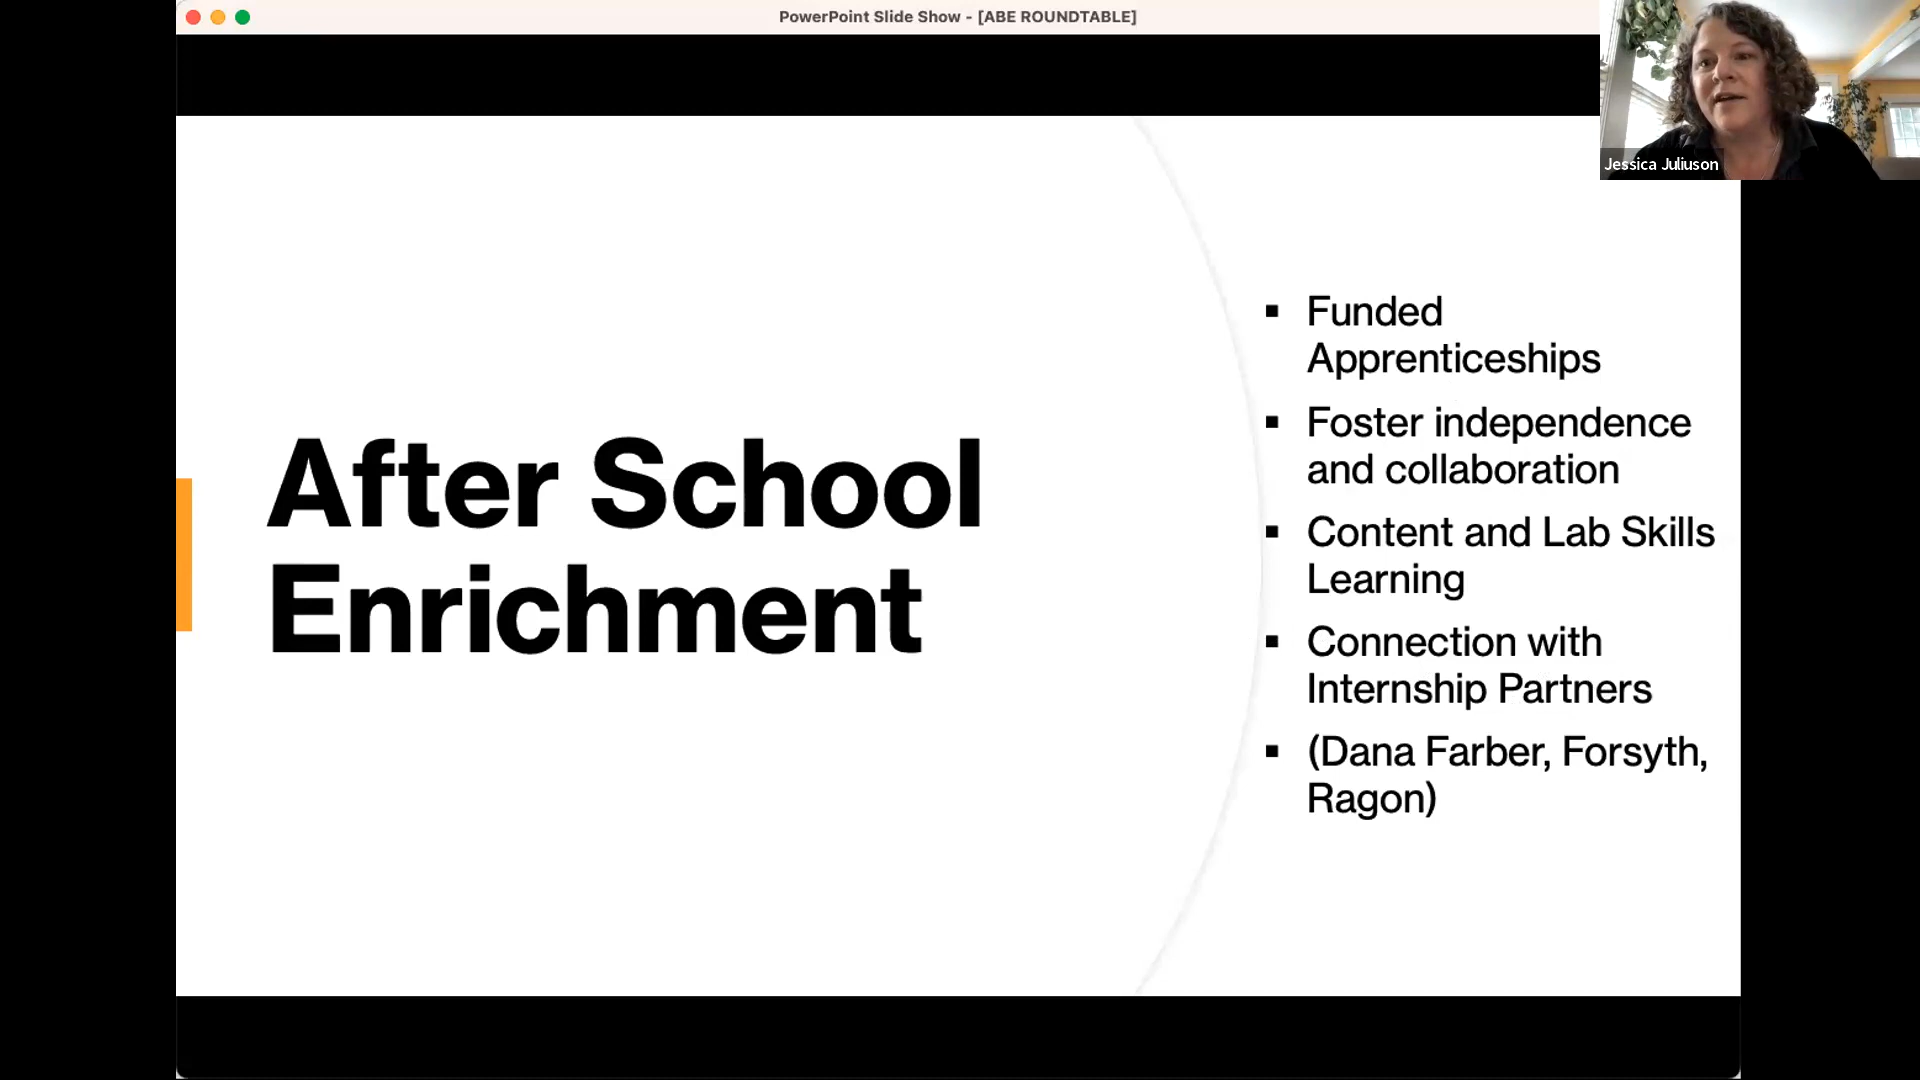 PowerPoint Slide Show - [ABE ROUNDTABLE]
Jessica Juliuson
After School
Enrichment
▪ Funded
Apprenticeships
▪ Foster independence
and collaboration
▪ Content and Lab Skills
Learning
▪ Connection with
Internship Partners
▪ (Dana Farber, Forsyth,
Ragon)